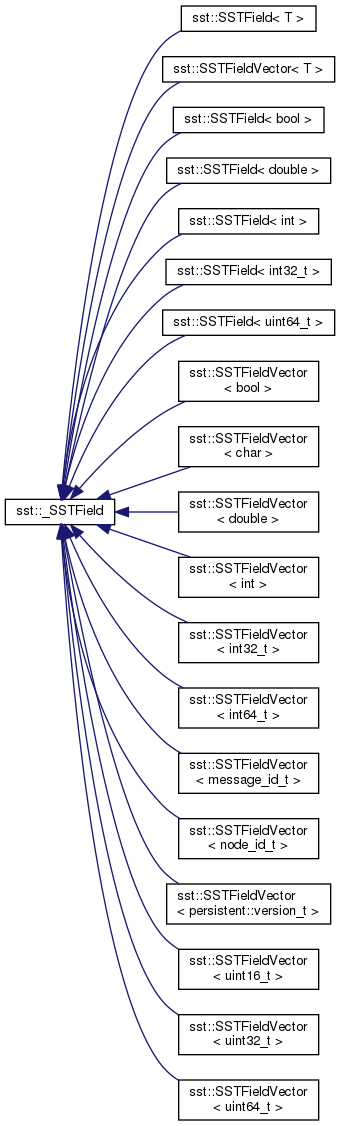 sst::SSTField< T >
sst::SSTFieldVector< T >
sst::SSTField< bool >
sst::SSTField< double >
sst::SSTField< int >
sst::SSTField< int32_t >
sst::SSTField< uint64_t >
sst::SSTFieldVector
< bool >
sst::SSTFieldVector
< char >
sst::_SSTField
sst::SSTFieldVector
< double >
sst::SSTFieldVector
< int >
sst::SSTFieldVector
< int32_t >
sst::SSTFieldVector
< int64_t >
sst::SSTFieldVector
< message_id_t >
sst::SSTFieldVector
< node_id_t >
sst::SSTFieldVector
< persistent::version_t >
sst::SSTFieldVector
< uint16_t >
sst::SSTFieldVector
< uint32_t >
sst::SSTFieldVector
< uint64_t >